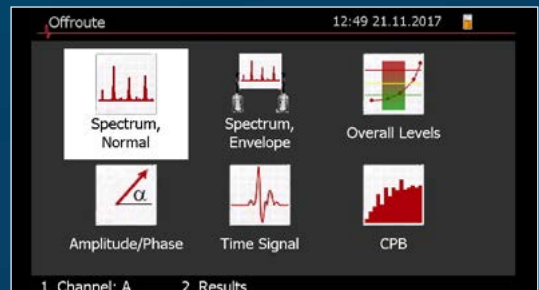 Offroute 12:49 21.11.2017
Spectrum,
Normal
Spectrum,
Envelope
Overall Levels
α
Amplitude/Phase
Time Signal
CPB
1 Channel: A 2 Results